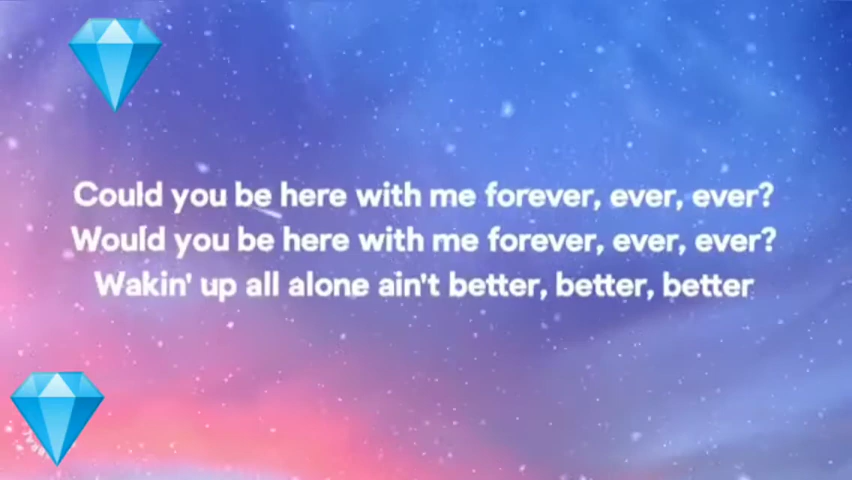 Could you be here with me forever, ever, ever?
Would you be here with me forever, ever, ever?
Wakin' up all alone ain't better, better, better